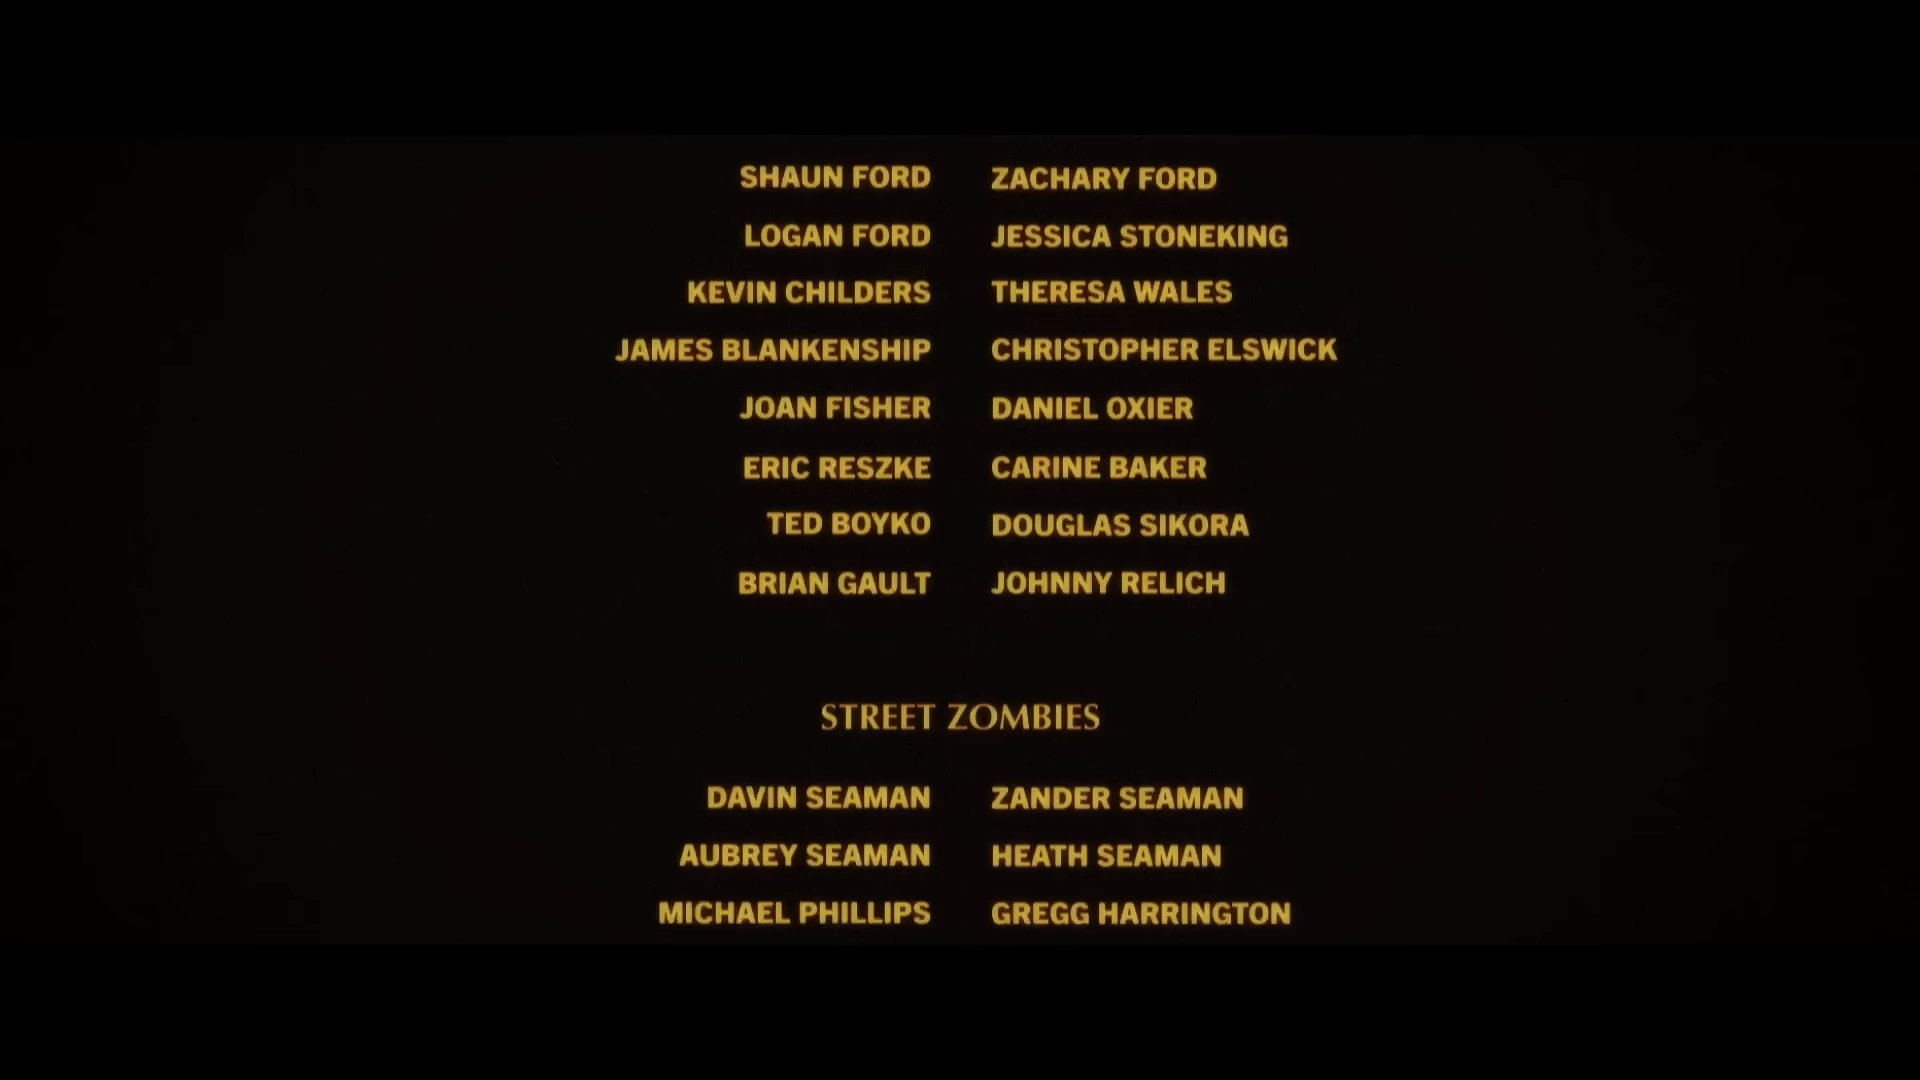 SHAUN FORD ZACHARY FORD
LOGAN FORD JESSICA STONEKING
KEVIN CHILDERS THERESA WALES
JAMES BLANKENSHIP CHRISTOPHER ELSWICK
JOAN FISHER DANIEL OXIER
ERIC RESZKE CARINE BAKER
TED BOYKO DOUGLAS SIKORA
BRIAN GAULT JOHNNY RELICH
STREET ZOMBIES
DAVIN SEAMAN ZANDER SEAMAN
AUBREY SEAMAN HEATH SEAMAN
MICHAEL PHILLIPS GREGG HARRINGTON